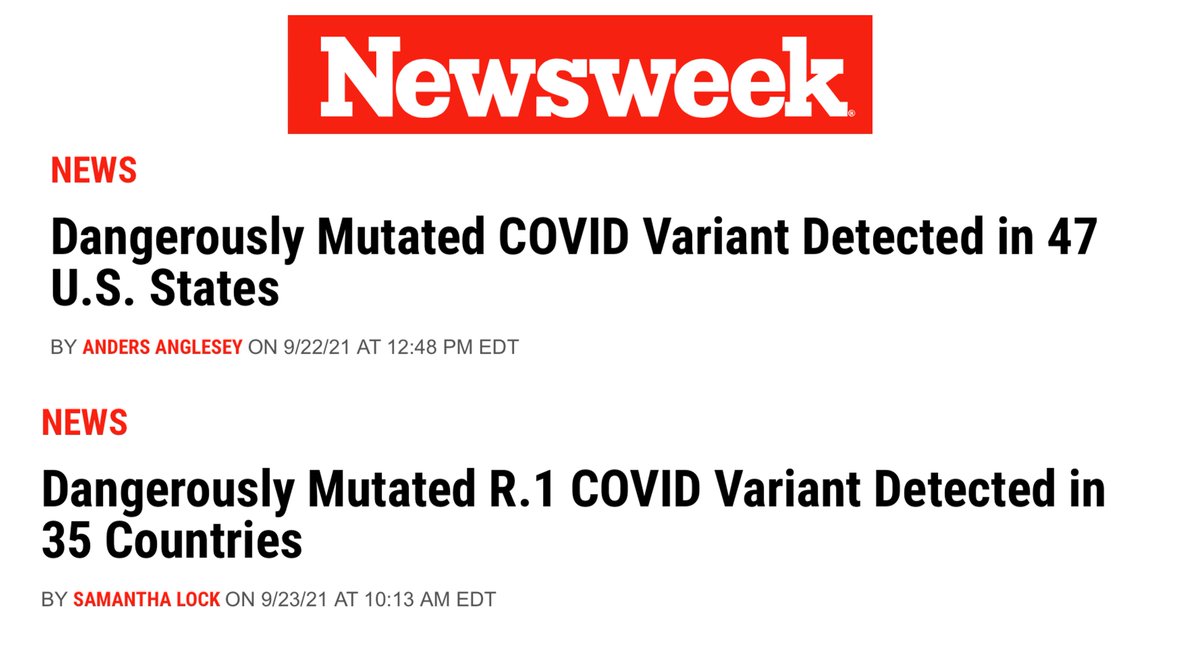 Newsweek®
NEWS
Dangerously Mutated COVID Variant Detected in 47
U.S. States
BY ANDERS ANGLESEY ON 9/22/21 AT 12:48 PM EDT
NEWS
Dangerously Mutated R.1 COVID Variant Detected in
35 Countries
BY SAMANTHA LOCK ON 9/23/21 AT 10:13 AM EDT